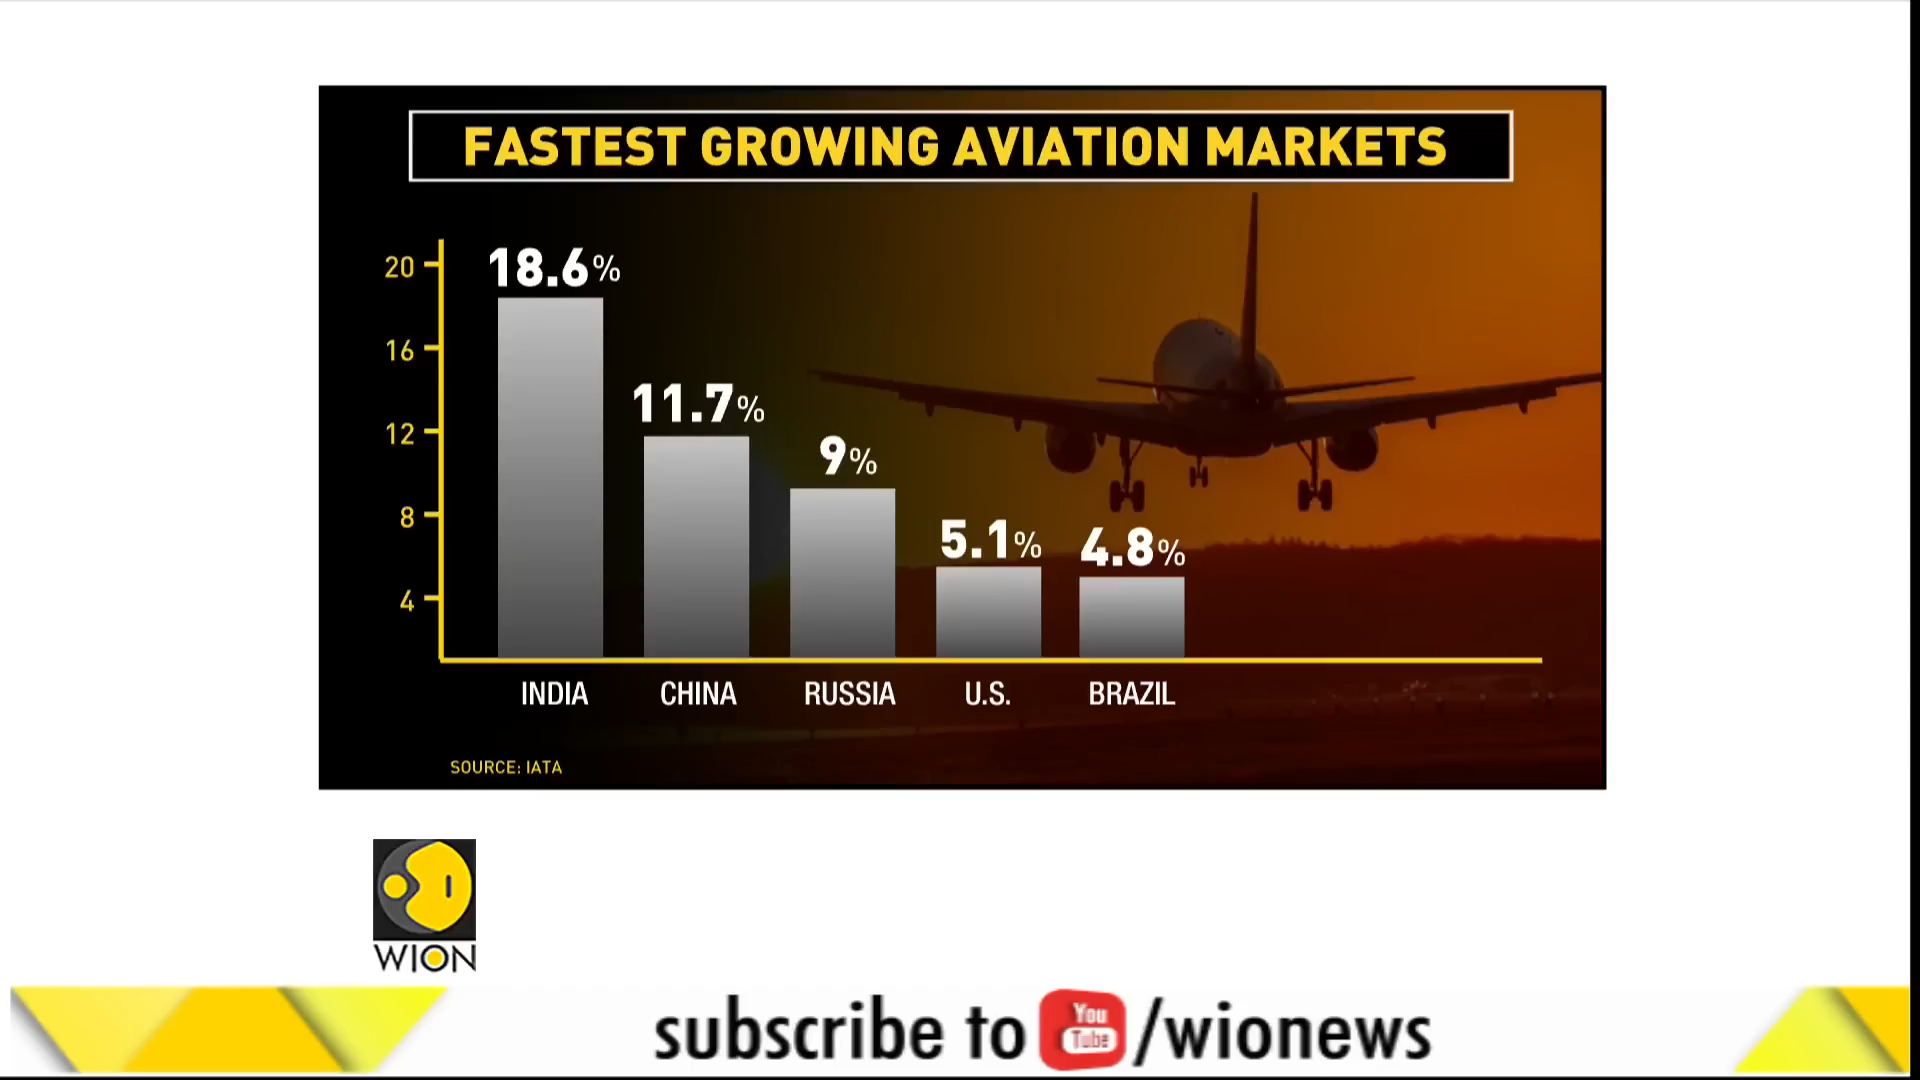 FASTEST GROWING AVIATION MARKETS
20
16
12
8
4
18.6%
11.7%
9%
5.1%
4.8%
INDIA CHINA RUSSIA U.S. BRAZIL
SOURCE: IATA
WION
subscribe to You Tube /wionews